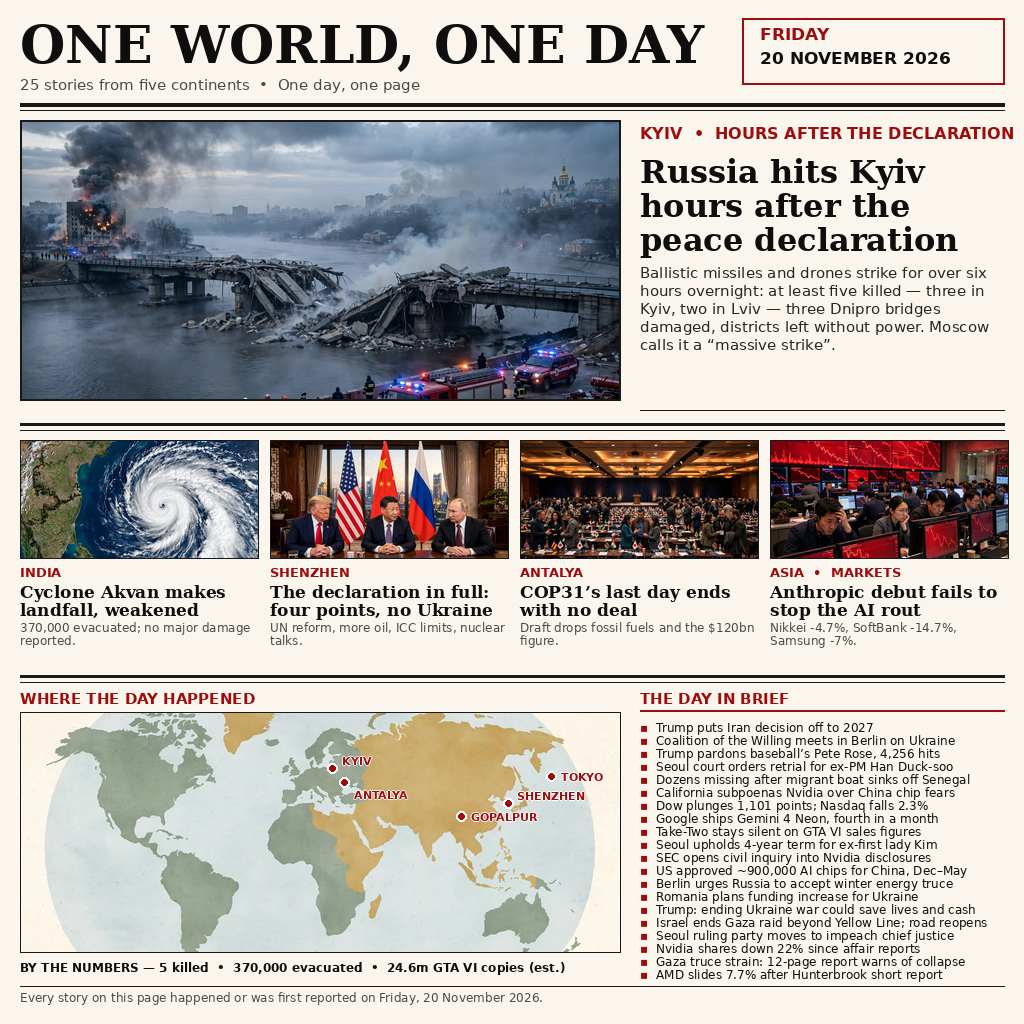 ONE WORLD, ONE DAY
25 stories from five continents • One day, one page
FRIDAY
20 NOVEMBER 2026
KYIV • HOURS AFTER THE DECLARATION
Russia hits Kyiv
hours after the
peace declaration
Ballistic missiles and drones strike for over six
hours overnight: at least five killed — three in
Kyiv, two in Lviv — three Dnipro bridges
damaged, districts left without power. Moscow
calls it a “massive strike”.
INDIA
Cyclone Akvan makes
landfall, weakened
370,000 evacuated; no major damage
reported.
SHENZHEN
The declaration in full:
four points, no Ukraine
UN reform, more oil, ICC limits, nuclear
talks.
ANTALYA
COP31’s last day ends
with no deal
Draft drops fossil fuels and the $120bn
figure.
ASIA • MARKETS
Anthropic debut fails to
stop the AI rout
Nikkei -4.7%, SoftBank -14.7%,
Samsung -7%.
WHERE THE DAY HAPPENED
KYIV
ANTALYA
TOKYO
SHENZHEN
GOPALPUR
BY THE NUMBERS — 5 killed • 370,000 evacuated • 24.6m GTA VI copies (est.)
THE DAY IN BRIEF
Trump puts Iran decision off to 2027
Coalition of the Willing meets in Berlin on Ukraine
Trump pardons baseball’s Pete Rose, 4,256 hits
Seoul court orders retrial for ex-PM Han Duck-soo
Dozens missing after migrant boat sinks off Senegal
California subpoenas Nvidia over China chip fears
Dow plunges 1,101 points; Nasdaq falls 2.3%
Google ships Gemini 4 Neon, fourth in a month
Take-Two stays silent on GTA VI sales figures
Seoul upholds 4-year term for ex-first lady Kim
SEC opens civil inquiry into Nvidia disclosures
US approved ~900,000 AI chips for China, Dec–May
Berlin urges Russia to accept winter energy truce
Romania plans funding increase for Ukraine
Trump: ending Ukraine war could save lives and cash
Israel ends Gaza raid beyond Yellow Line; road reopens
Seoul ruling party moves to impeach chief justice
Nvidia shares down 22% since affair reports
Gaza truce strain: 12-page report warns of collapse
AMD slides 7.7% after Hunterbrook short report
Every story on this page happened or was first reported on Friday, 20 November 2026.